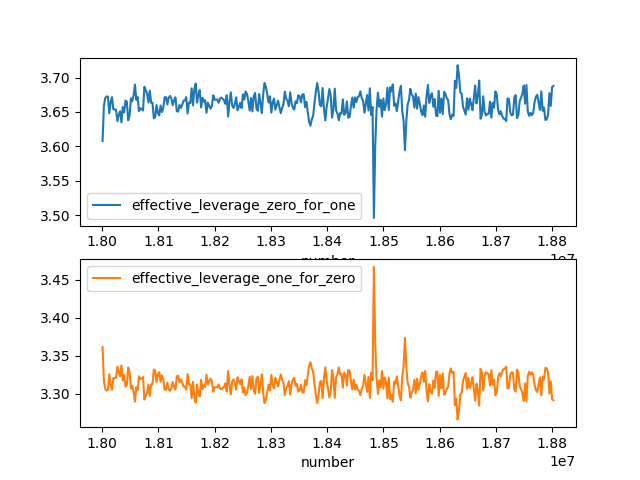 3.70
3.65
3.60
3.55
3.50
effective_leverage_zero_for_one
1.80 1.81 1.82 1.83 1.84 1.85 1.86 1.87 1.88
number
1e7
3.45
3.40
3.35
3.30
effective_leverage_one_for_zero
1.80 1.81 1.82 1.83 1.84 1.85 1.86 1.87 1.88
number
1e7